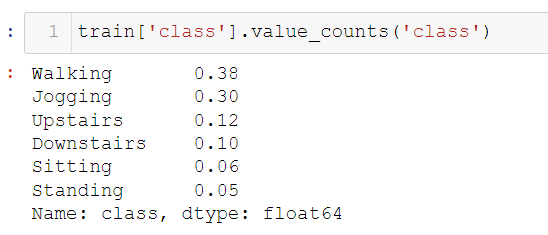 : 1 train['class'].value_counts('class')
: Walking 0.38
Jogging 0.30
Upstairs 0.12
Downstairs 0.10
Sitting 0.06
Standing 0.05
Name: class, dtype: float64